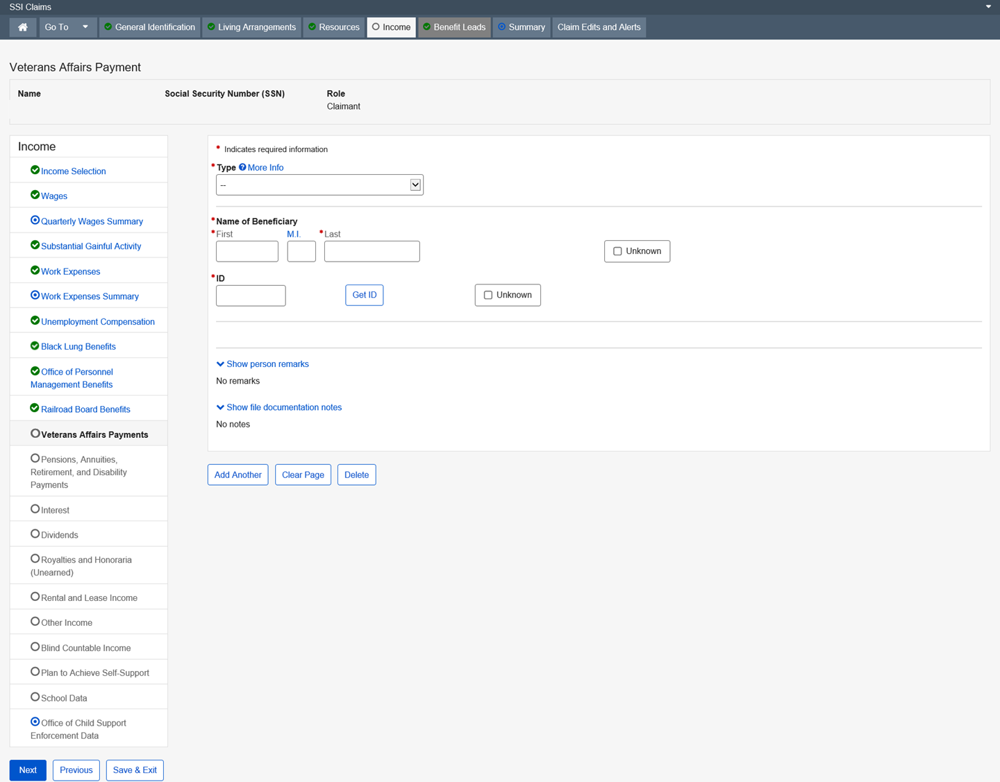 SSI Claims
Go To General Identification Living Arrangements Resources Income Benefit Leads Summary Claim Edits and Alerts
Veterans Affairs Payment
Name Social Security Number (SSN) Role
Claimant
Income
Income Selection
Wages
Quarterly Wages Summary
Substantial Gainful Activity
Work Expenses
Work Expenses Summary
Unemployment Compensation
Black Lung Benefits
Office of Personnel
Management Benefits
Railroad Board Benefits
Veterans Affairs Payments
Pensions, Annuities,
Retirement, and Disability
Payments
Interest
Dividends
Royalties and Honoraria
(Unearned)
Rental and Lease Income
Other Income
Blind Countable Income
Plan to Achieve Self-Support
School Data
Office of Child Support
Enforcement Data
* Indicates required information
* Type More Info
--
* Name of Beneficiary
* First M.I. * Last
Unknown
* ID
Get ID Unknown
Show person remarks
No remarks
Show file documentation notes
No notes
Add Another Clear Page Delete
Next Previous Save & Exit